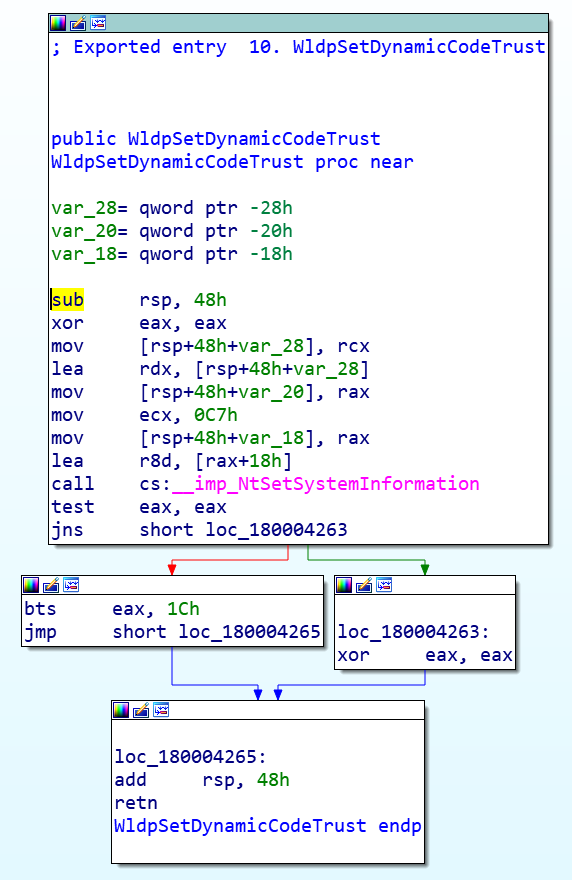 ; Exported entry  10. WldpSetDynamicCodeTrust
public WldpSetDynamicCodeTrust
WldpSetDynamicCodeTrust proc near
var_28= qword ptr -28h
var_20= qword ptr -20h
var_18= qword ptr -18h
sub     rsp, 48h
xor     eax, eax
mov     [rsp+48h+var_28], rcx
lea     rdx, [rsp+48h+var_28]
mov     [rsp+48h+var_20], rax
mov     ecx, 0C7h
mov     [rsp+48h+var_18], rax
lea     r8d, [rax+18h]
call    cs:__imp_NtSetSystemInformation
test    eax, eax
jns     short loc_180004263
bts     eax, 1Ch
jmp     short loc_180004265
loc_180004263:
xor     eax, eax
loc_180004265:
add     rsp, 48h
retn
WldpSetDynamicCodeTrust endp